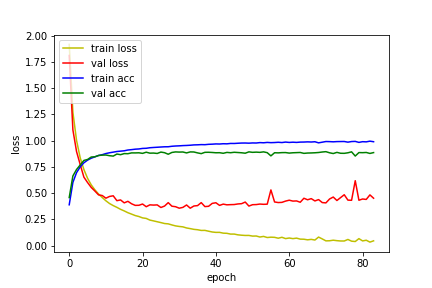 2.00
1.75
1.50
1.25
1.00
0.75
0.50
0.25
0.00
loss
train loss
val loss
train acc
val acc
0 20 40 60 80
epoch